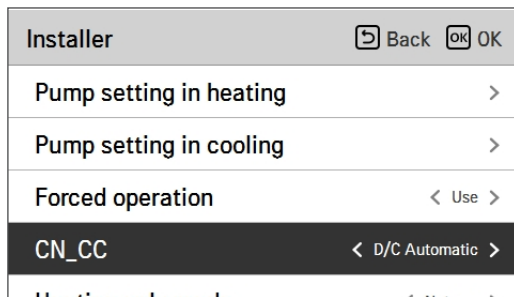 Installer Back OK OK
Pump setting in heating >
Pump setting in cooling >
Forced operation < Use >
CN_CC < D/C Automatic >